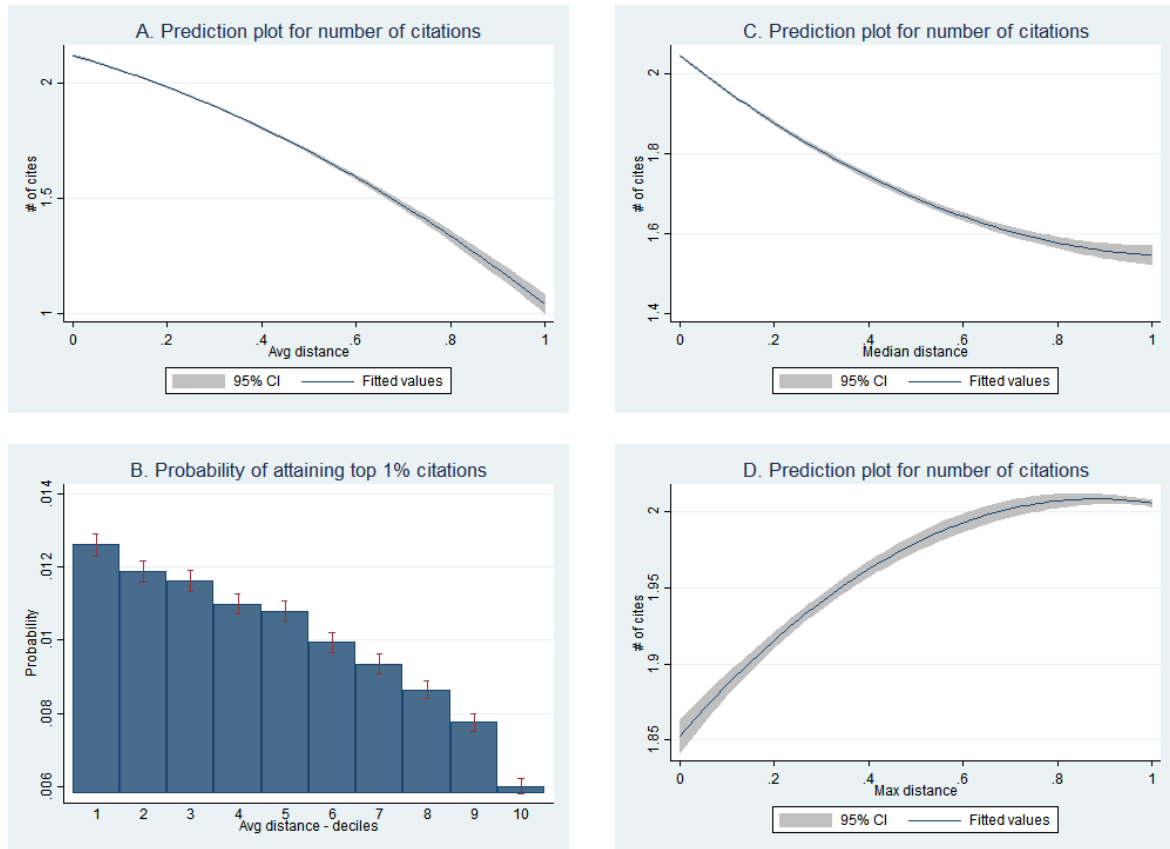 A. Prediction plot for number of citations
# of cites
2
1.5
1
0 .2 .4 .6 .8 1
Avg distance
95% CI Fitted values
C. Prediction plot for number of citations
# of cites
2
1.8
1.6
1.4
0 .2 .4 .6 .8 1
Median distance
95% CI Fitted values
B. Probability of attaining top 1% citations
Probability
.014
.012
.01
.008
.006
1 2 3 4 5 6 7 8 9 10
Avg distance - deciles
D. Prediction plot for number of citations
# of cites
2
1.95
1.9
1.85
0 .2 .4 .6 .8 1
Max distance
95% CI Fitted values